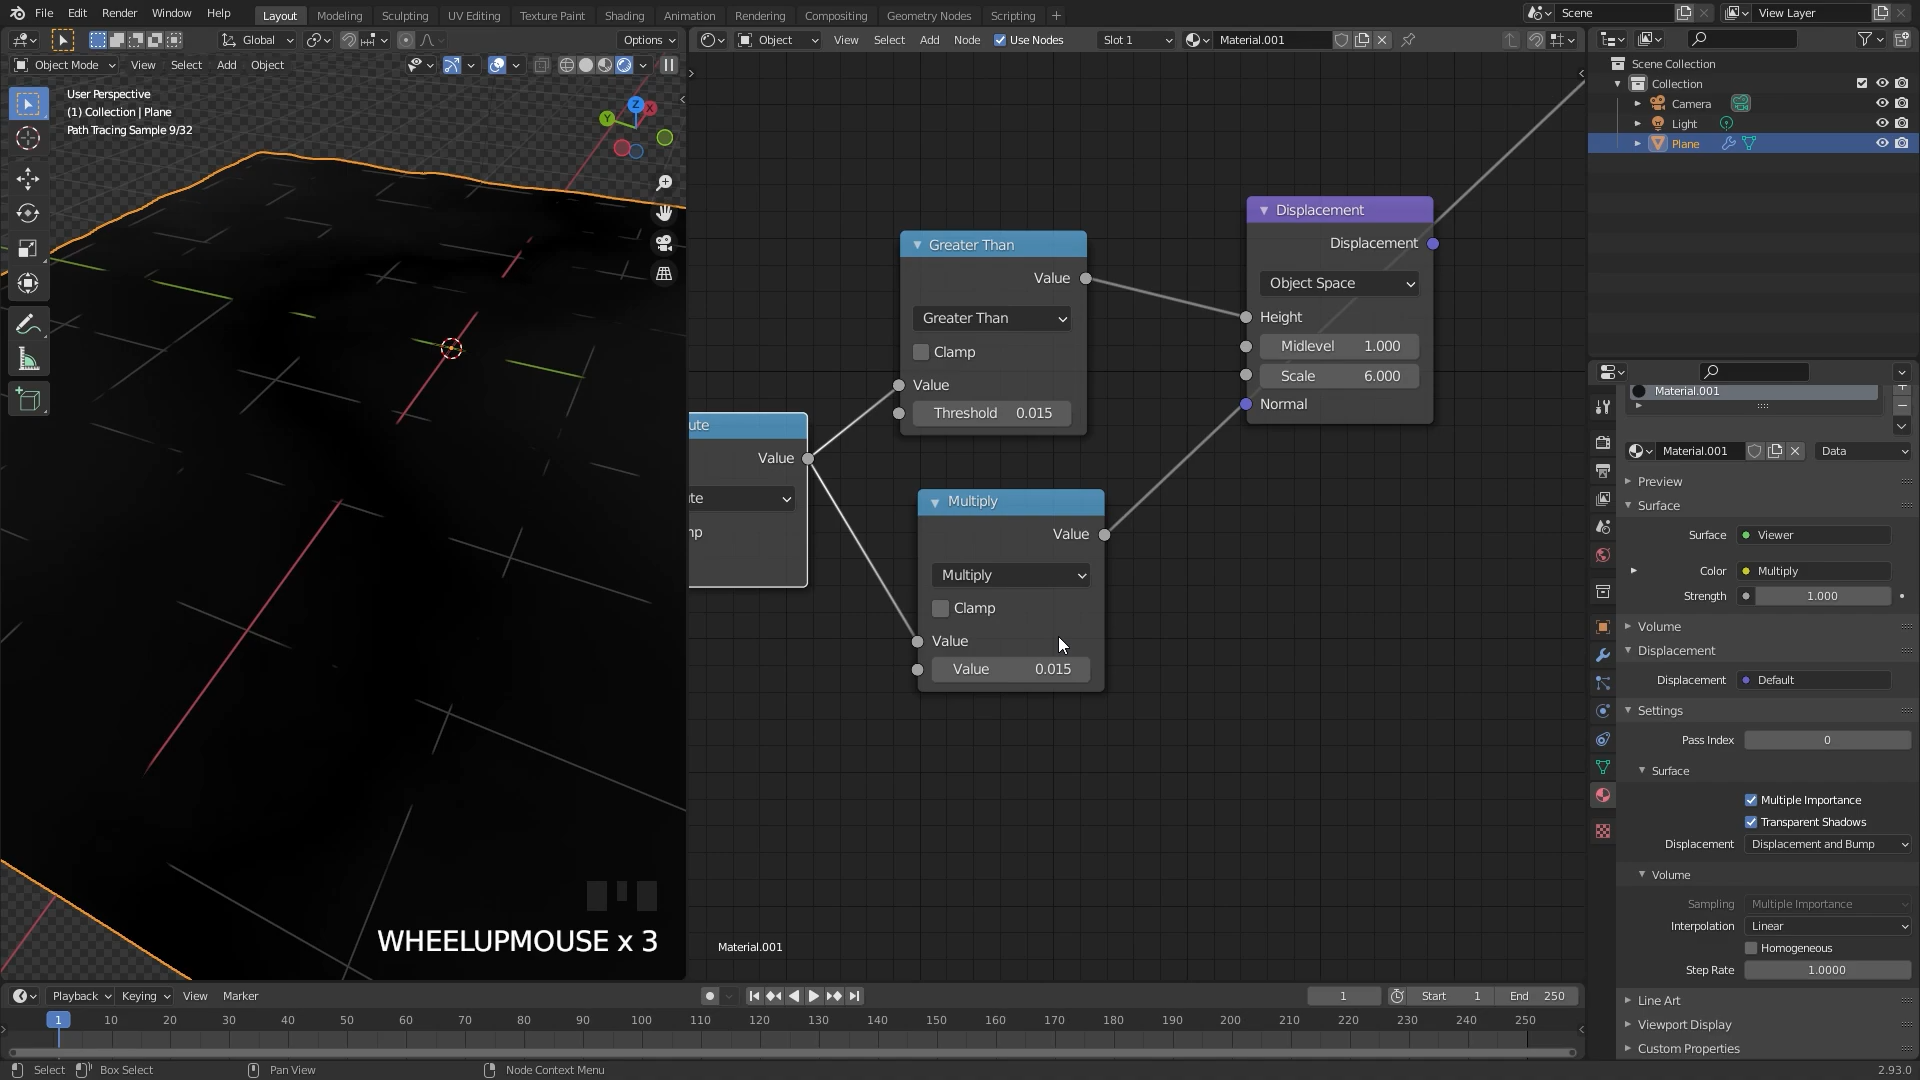 File Edit Render Window Help
Layout Modeling Sculpting UV Editing Texture Paint Shading Animation Rendering Compositing Geometry Nodes Scripting +
Scene View Layer
Global Options
Object View Select Add Node Use Nodes Slot 1 Material.001
Object Mode View Select Add Object
User Perspective
(1) Collection | Plane
Path Tracing Sample 9/32
Z X Y
Scene Collection
Collection
Camera
Light
Plane
Displacement
Displacement
Object Space
Height
Midlevel 1.000
Scale 6.000
Normal
Greater Than
Value
Greater Than
Clamp
Value
Threshold 0.015
ute
Value
te
np
Multiply
Value
Multiply
Clamp
Value
Value 0.015
Material.001
WHEELUPMOUSE x 3
Material.001
Material.001 Data
Preview
Surface
Surface Viewer
Color Multiply
Strength 1.000
Volume
Displacement
Displacement Default
Settings
Pass Index 0
Surface
Multiple Importance
Transparent Shadows
Displacement Displacement and Bump
Volume
Sampling Multiple Importance
Interpolation Linear
Homogeneous
Step Rate 1.0000
Line Art
Viewport Display
Custom Properties
Playback Keying View Marker
1 Start 1 End 250
1 10 20 30 40 50 60 70 80 90 100 110 120 130 140 150 160 170 180 190 200 210 220 230 240 250
Select Box Select Pan View Node Context Menu 2.93.0